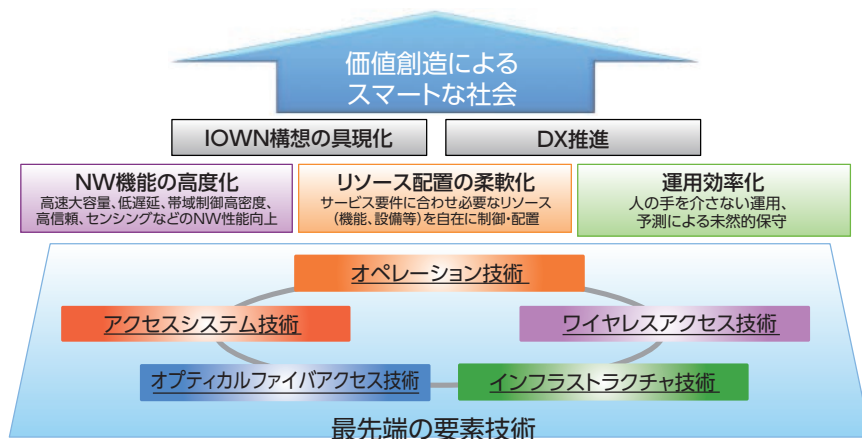 価値創造による
スマートな社会
IOWN構想の具現化
DX推進
NW機能の高度化
高速大容量、低遅延、帯域制御高密度、
高信頼、センシングなどのNW性能向上
リソース配置の柔軟化
サービス要件に合わせ必要なリソース
(機能、設備等)を自在に制御・配置
運用効率化
人の手を介さない運用、
予測による未然的保守
オペレーション技術
アクセスシステム技術
ワイヤレスアクセス技術
オプティカルファイバアクセス技術
インフラストラクチャ技術
最先端の要素技術